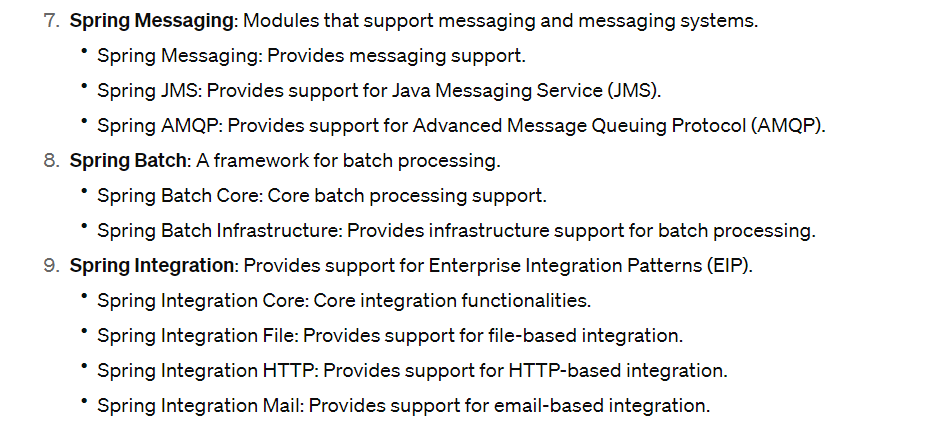 7. Spring Messaging: Modules that support messaging and messaging systems.
• Spring Messaging: Provides messaging support.
• Spring JMS: Provides support for Java Messaging Service (JMS).
• Spring AMQP: Provides support for Advanced Message Queuing Protocol (AMQP).
8. Spring Batch: A framework for batch processing.
• Spring Batch Core: Core batch processing support.
• Spring Batch Infrastructure: Provides infrastructure support for batch processing.
9. Spring Integration: Provides support for Enterprise Integration Patterns (EIP).
• Spring Integration Core: Core integration functionalities.
• Spring Integration File: Provides support for file-based integration.
• Spring Integration HTTP: Provides support for HTTP-based integration.
• Spring Integration Mail: Provides support for email-based integration.